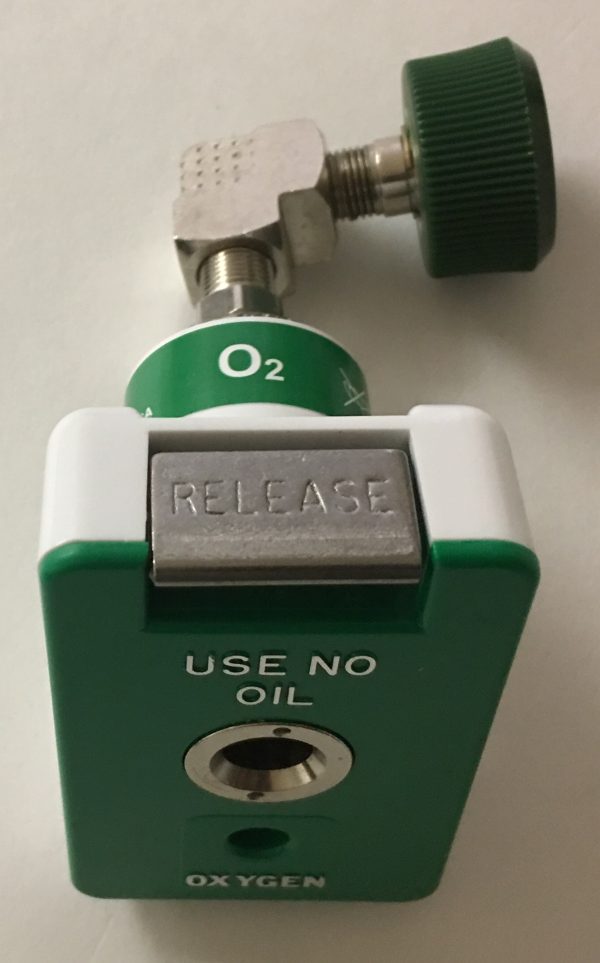 O2
RELEASE
USE NO
OIL
OXYGEN